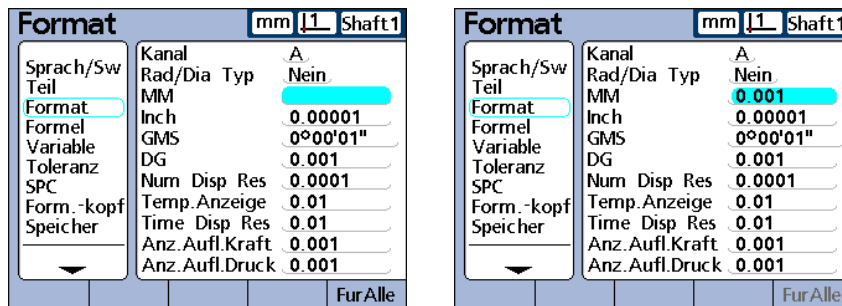 Format mm 1 Shaft1
Sprach/Sw
Teil
Format
Formel
Variable
Toleranz
SPC
Form.-kopf
Speicher
Kanal A
Rad/Dia Typ Nein
MM
Inch 0.00001
GMS 0°00'01"
DG 0.001
Num Disp Res 0.0001
Temp.Anzeige 0.01
Time Disp Res 0.01
Anz.Aufl.Kraft 0.001
Anz.Aufl.Druck 0.001
FurAlle
Format mm 1 Shaft1
Sprach/Sw
Teil
Format
Formel
Variable
Toleranz
SPC
Form.-kopf
Speicher
Kanal A
Rad/Dia Typ Nein
MM 0.001
Inch 0.00001
GMS 0°00'01"
DG 0.001
Num Disp Res 0.0001
Temp.Anzeige 0.01
Time Disp Res 0.01
Anz.Aufl.Kraft 0.001
Anz.Aufl.Druck 0.001
FurAlle